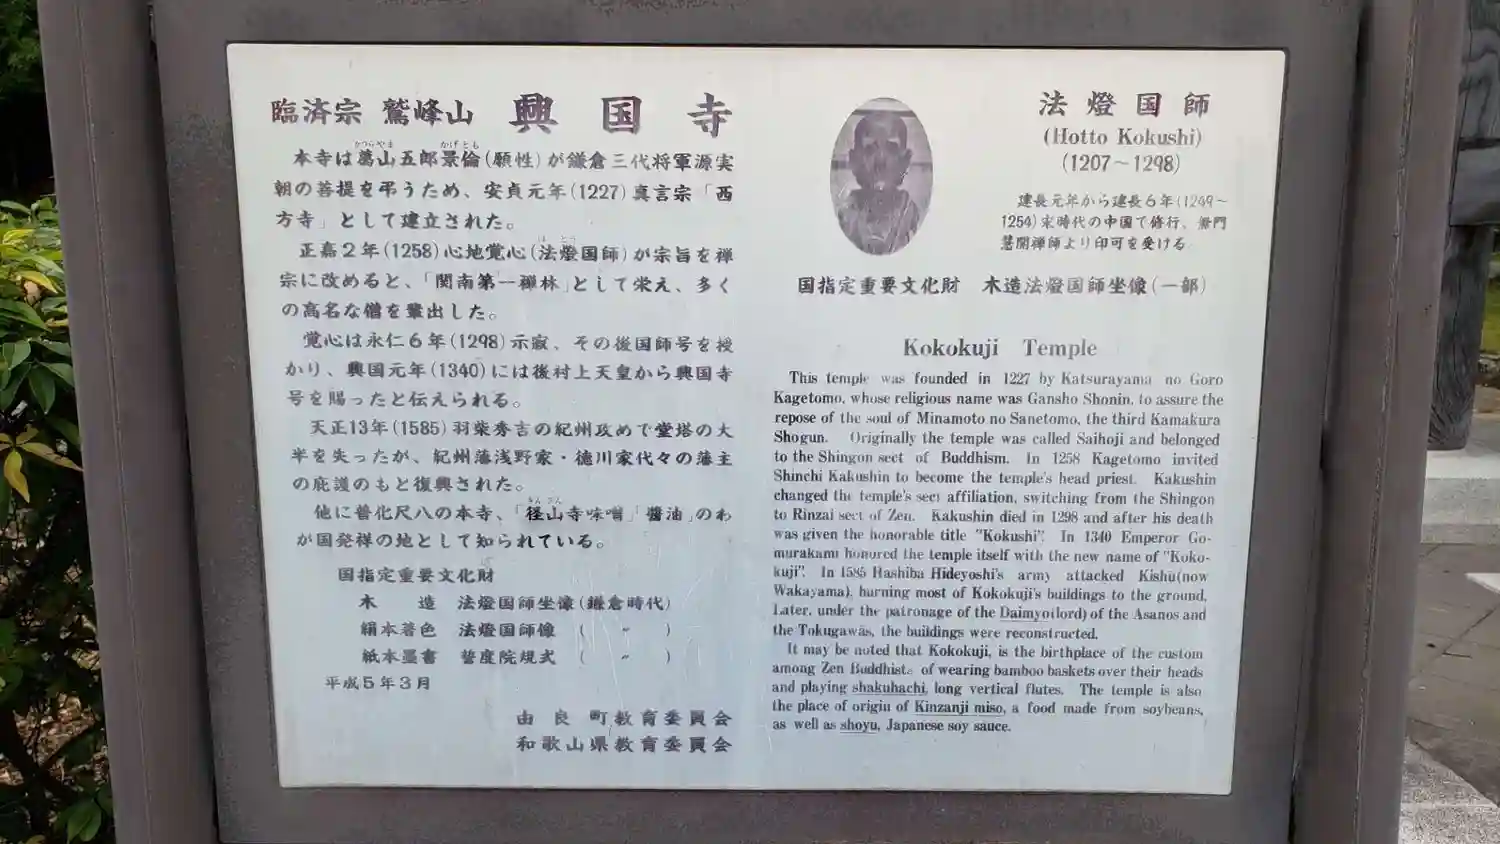 臨済宗 鷲峰山 興国寺
本寺は葛山五郎景倫(願性)が鎌倉三代将軍源実
朝の菩提を弔うため、安貞元年(1227)真言宗「西
方寺」として建立された。
正嘉2年(1258)心地覚心(法燈国師)が宗旨を禅
宗に改めると、「関南第一禅林」として栄え、多く
の高名な僧を輩出した。
覚心は永仁6年(1298)示寂、その後国師号を授
かり、興国元年(1340)には後村上天皇から興国寺
号を賜ったと伝えられる。
天正13年(1585)羽柴秀吉の紀州攻めで堂塔の大
半を失ったが、紀州藩浅野家・徳川家代々の藩主
の庇護のもと復興された。
他に普化尺八の本寺、「径山寺味噌」「醤油」のわ
が国発祥の地として知られている。
国指定重要文化財
木造 法燈国師坐像(鎌倉時代)
絹本着色 法燈国師像 ( 〃 )
紙本墨書 誓度院規式 ( 〃 )
平成5年3月
由良町教育委員会
和歌山県教育委員会
法燈国師
(Hotto Kokushi)
(1207～1298)
建長元年から建長6年(1249～
1254)宋時代の中国で修行、無門
慧開禅師より印可を受ける
国指定重要文化財 木造法燈国師坐像(一部)
Kokokuji Temple
This temple was founded in 1227 by Katsurayama no Goro
Kagetomo, whose religious name was Gansho Shonin, to assure the
repose of the soul of Minamoto no Sanetomo, the third Kamakura
Shogun. Originally the temple was called Saihoji and belonged
to the Shingon sect of Buddhism. In 1258 Kagetomo invited
Shinchi Kakushin to become the temple's head priest. Kakushin
changed the temple's sect affiliation, switching from the Shingon
to Rinzai sect of Zen. Kakushin died in 1298 and after his death
was given the honorable title "Kokushi". In 1340 Emperor Go-
murakami honored the temple itself with the new name of "Koko-
kuji". In 1585 Hashiba Hideyoshi's army attacked Kishu(now
Wakayama), burning most of Kokokuji's buildings to the ground.
Later, under the patronage of the Daimyo(lord) of the Asanos and
the Tokugawas, the buildings were reconstructed.
It may be noted that Kokokuji, is the birthplace of the custom
among Zen Buddhists of wearing bamboo baskets over their heads
and playing shakuhachi, long vertical flutes. The temple is also
the place of origin of Kinzanji miso, a food made from soybeans,
as well as shoyu, Japanese soy sauce.